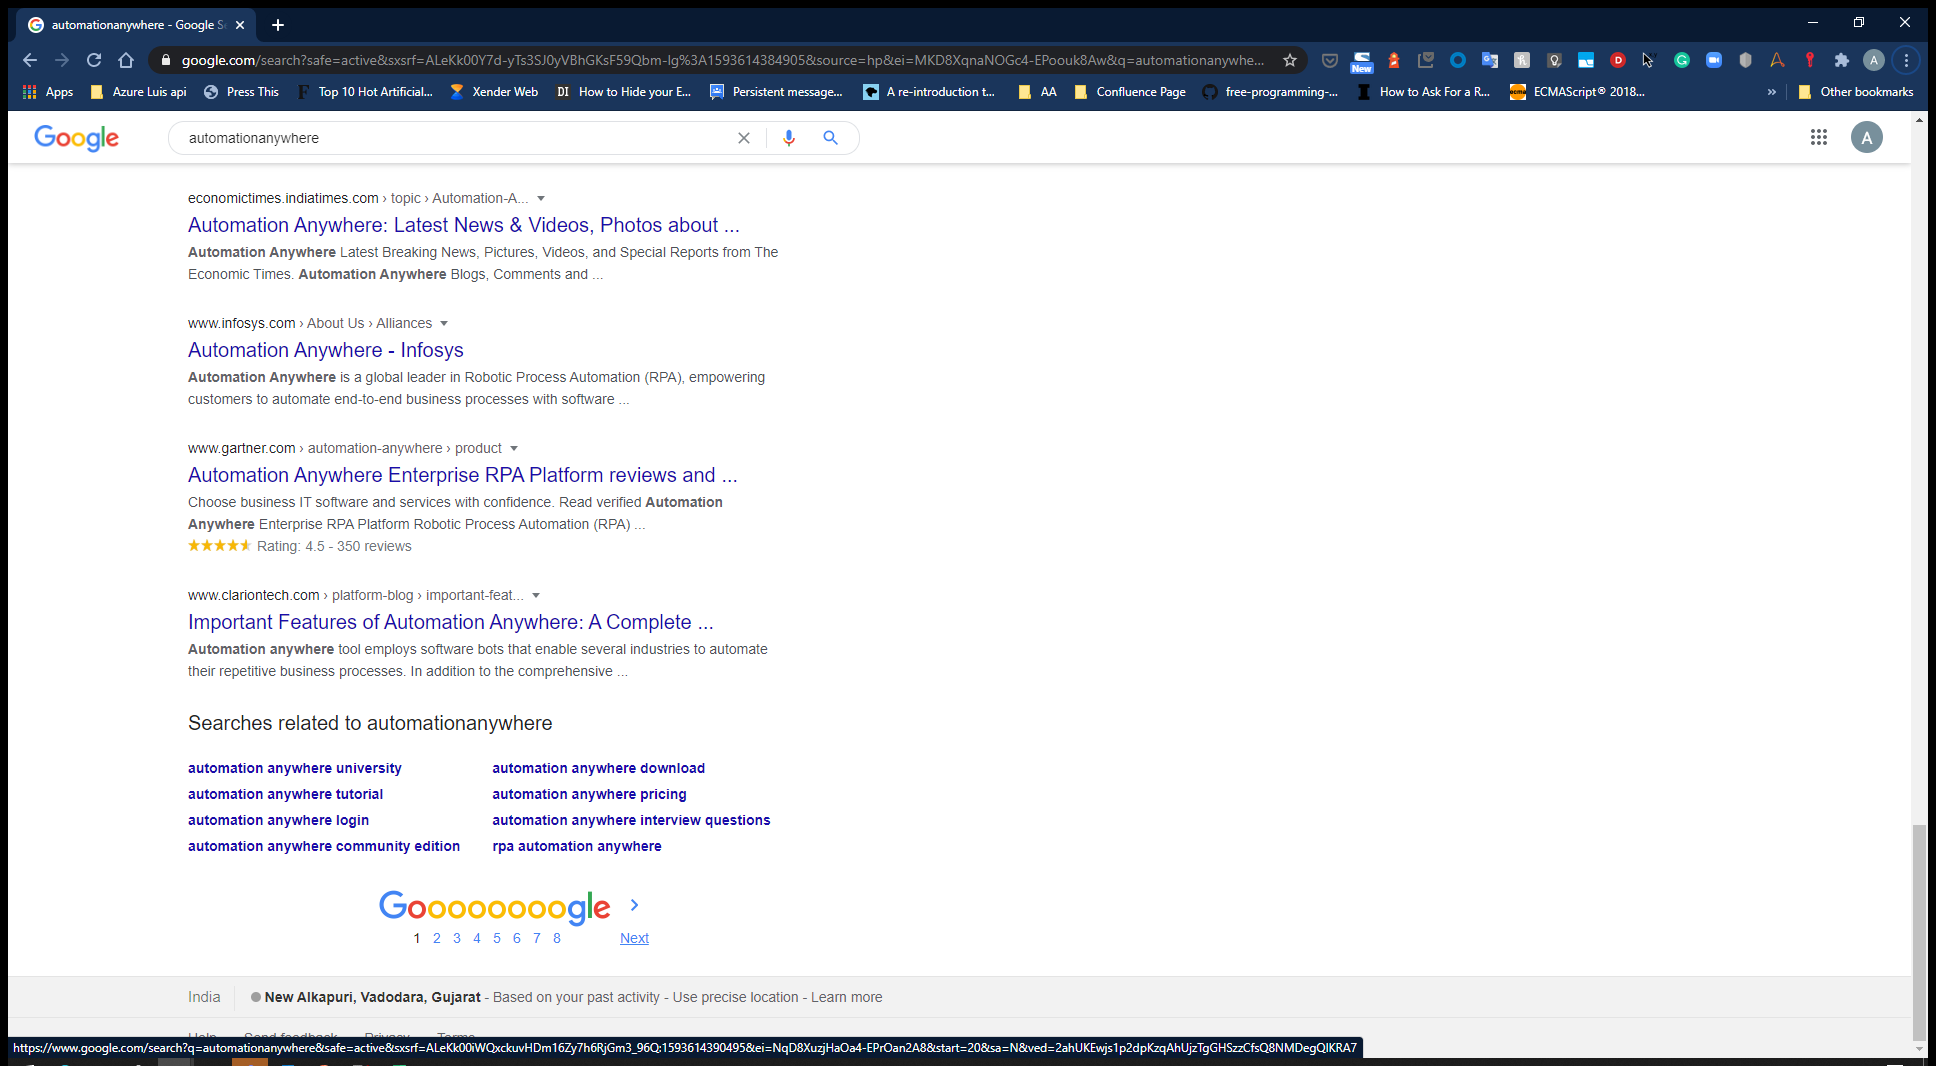 automationanywhere - Google Se
google.com/search?safe=active&sxsrf=ALeKk00Y7d-yTs3SJ0yVBhGKsF59Qbm-Ig%3A1593614384905&source=hp&ei=MKD8XqnaNOGc4-EPoouk8Aw&q=automationanywhe...
New
Apps Azure Luis api Press This Top 10 Hot Artificial... Xender Web DI How to Hide your E... Persistent message... A re-introduction t... AA Confluence Page free-programming-... How to Ask For a R... ECMAScript® 2018... » Other bookmarks
Google automationanywhere A
economictimes.indiatimes.com › topic › Automation-A...
Automation Anywhere: Latest News & Videos, Photos about ...
Automation Anywhere Latest Breaking News, Pictures, Videos, and Special Reports from The
Economic Times. Automation Anywhere Blogs, Comments and ...
www.infosys.com › About Us › Alliances
Automation Anywhere - Infosys
Automation Anywhere is a global leader in Robotic Process Automation (RPA), empowering
customers to automate end-to-end business processes with software ...
www.gartner.com › automation-anywhere › product
Automation Anywhere Enterprise RPA Platform reviews and ...
Choose business IT software and services with confidence. Read verified Automation
Anywhere Enterprise RPA Platform Robotic Process Automation (RPA) ...
Rating: 4.5 - 350 reviews
www.clariontech.com › platform-blog › important-feat...
Important Features of Automation Anywhere: A Complete ...
Automation anywhere tool employs software bots that enable several industries to automate
their repetitive business processes. In addition to the comprehensive ...
Searches related to automationanywhere
automation anywhere university automation anywhere download
automation anywhere tutorial automation anywhere pricing
automation anywhere login automation anywhere interview questions
automation anywhere community edition rpa automation anywhere
Goooooooogle >
1 2 3 4 5 6 7 8 Next
India New Alkapuri, Vadodara, Gujarat - Based on your past activity - Use precise location - Learn more
Help Send feedback Privacy Terms
https://www.google.com/search?q=automationanywhere&safe=active&sxsrf=ALeKk00iWQxckuvHDm16Zy7h6RjGm3_96Q:1593614390495&ei=NqD8XuzjHaOa4-EPrOan2A8&start=20&sa=N&ved=2ahUKEwjs1p2dpKzqAhUjzTgGHSzzCfsQ8NMDegQIKRA7